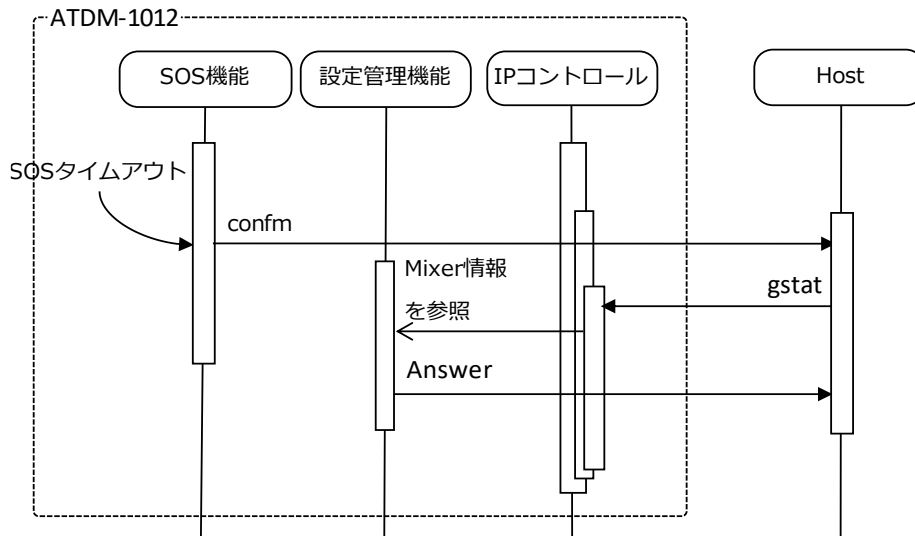 ATDM-1012
SOS機能
設定管理機能
IPコントロール
Host
SOSタイムアウト
confm
Mixer情報
を参照
gstat
Answer